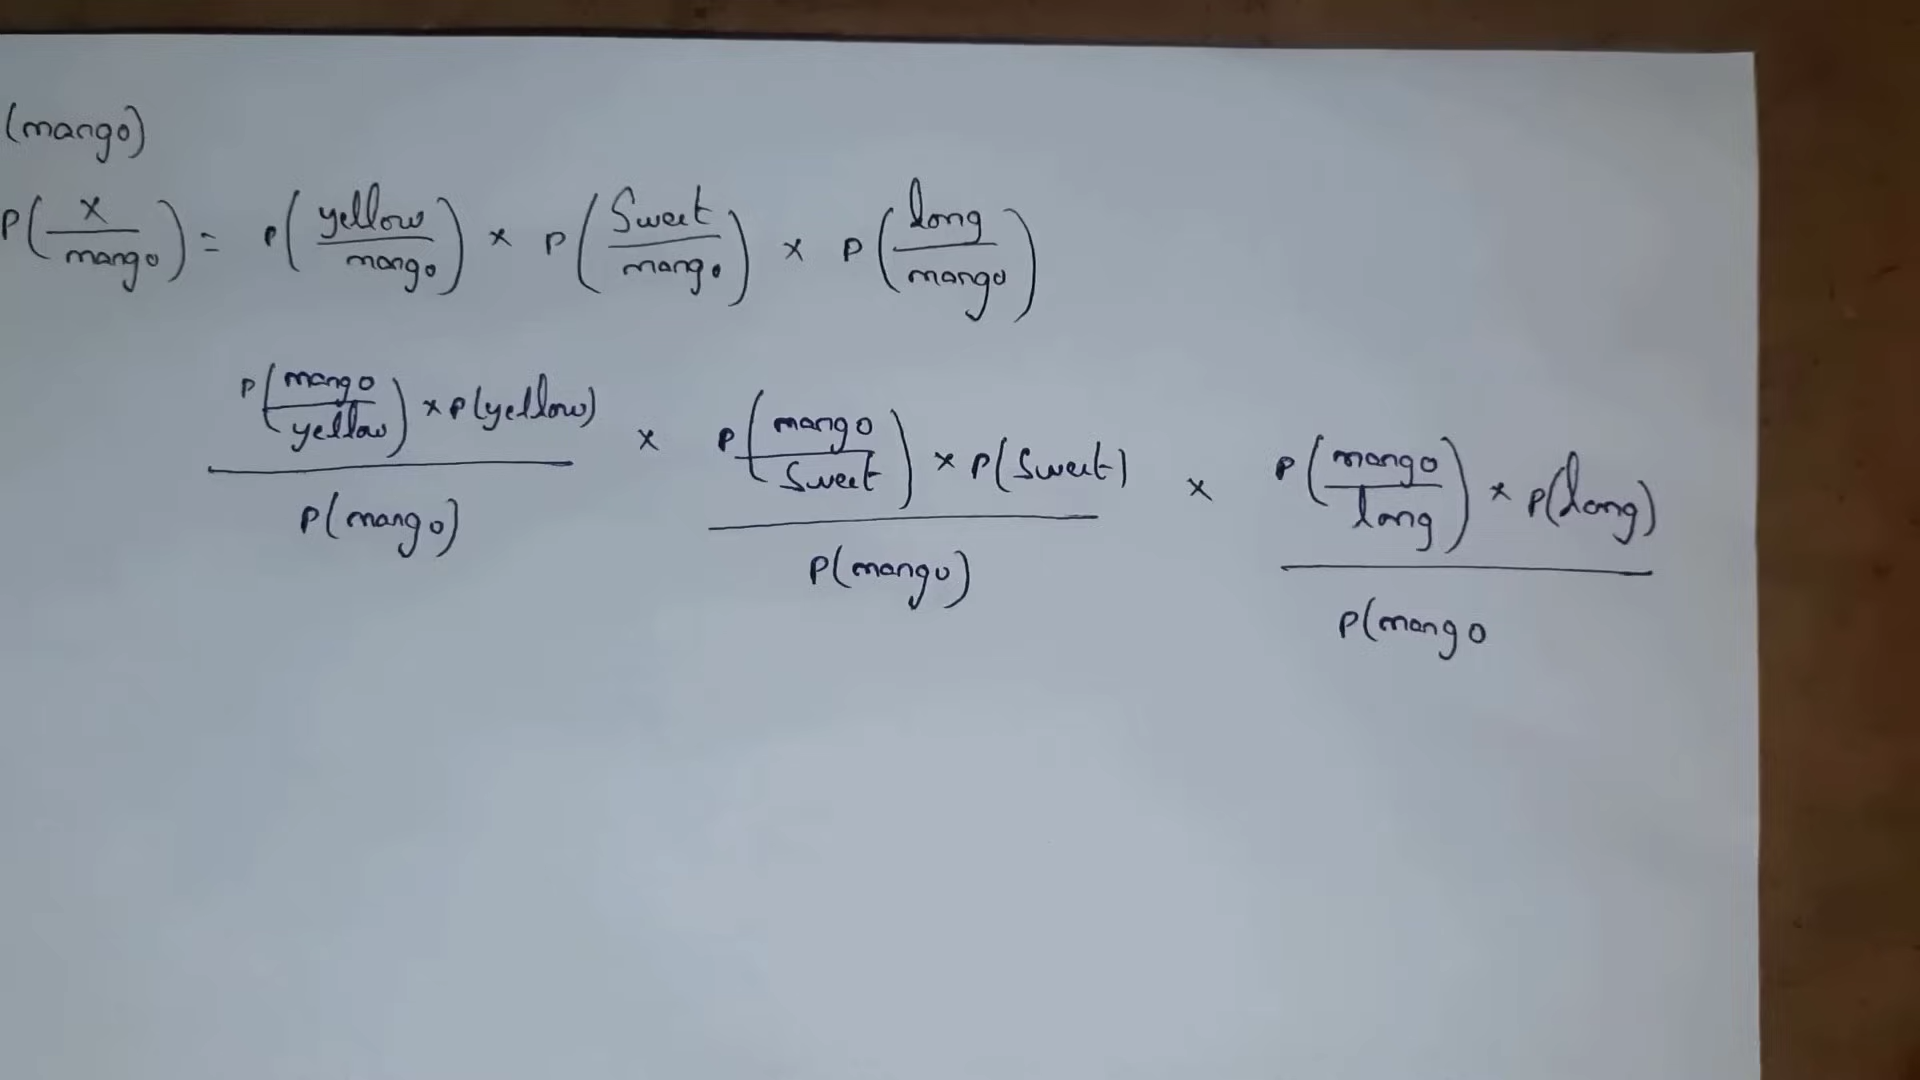 (mango)
P(x/mango) = P(yellow/mango) × P(Sweet/mango) × P(long/mango)
P(mango/yellow) × P(yellow) / P(mango) × P(mango/Sweet) × P(Sweet) / P(mango) × P(mango/long) × P(long) / P(mango